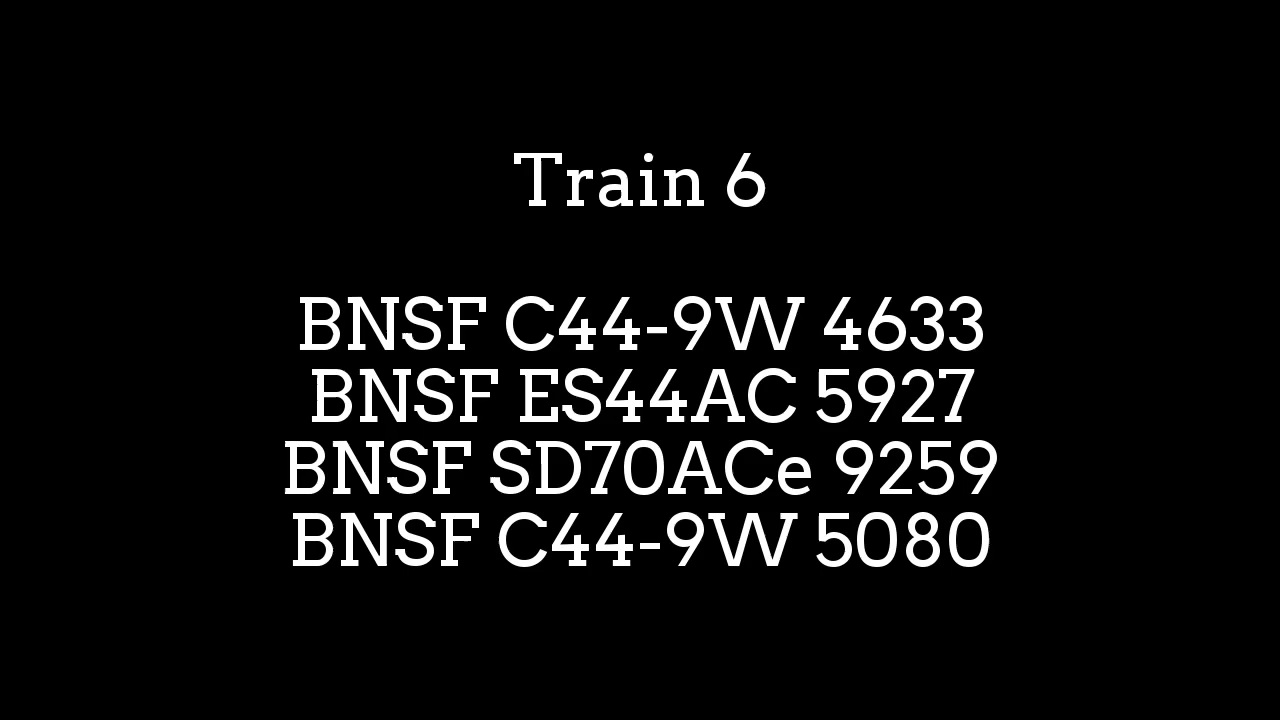 Train 6
BNSF C44-9W 4633
BNSF ES44AC 5927
BNSF SD70ACe 9259
BNSF C44-9W 5080